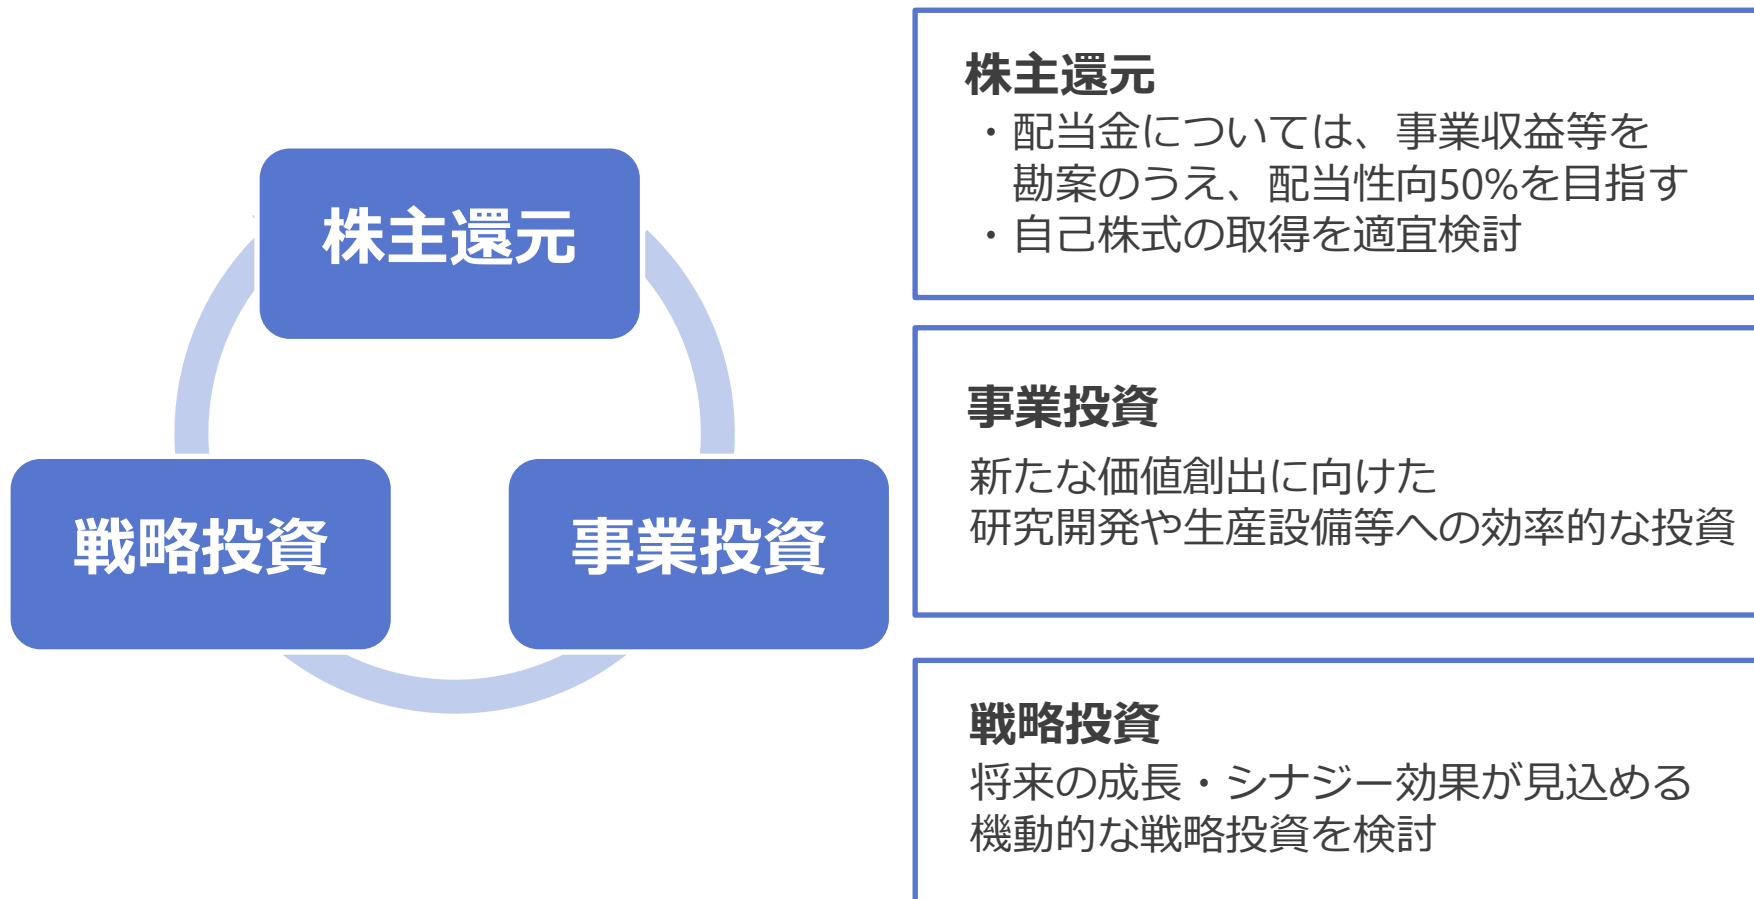 株主還元
戦略投資
事業投資
株主還元
・配当金については、事業収益等を
勘案のうえ、配当性向50%を目指す
・自己株式の取得を適宜検討
事業投資
新たな価値創出に向けた
研究開発や生産設備等への効率的な投資
戦略投資
将来の成長・シナジー効果が見込める
機動的な戦略投資を検討